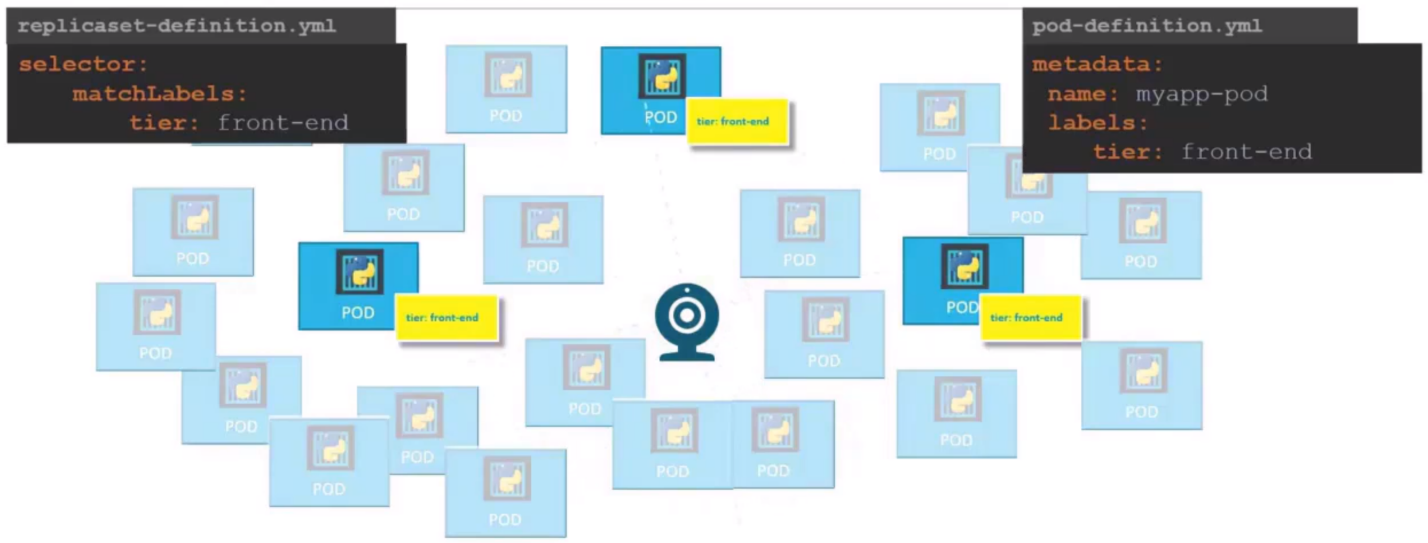 replicaset-definition.yml
selector:
matchLabels:
tier: front-end
pod-definition.yml
metadata:
name: myapp-pod
labels:
tier: front-end
POD
POD
tier: front-end
POD
POD
POD
POD
POD
POD
POD
POD
POD
tier: front-end
POD
tier: front-end
POD
POD
POD
POD
POD
POD
POD
POD
POD
POD
POD